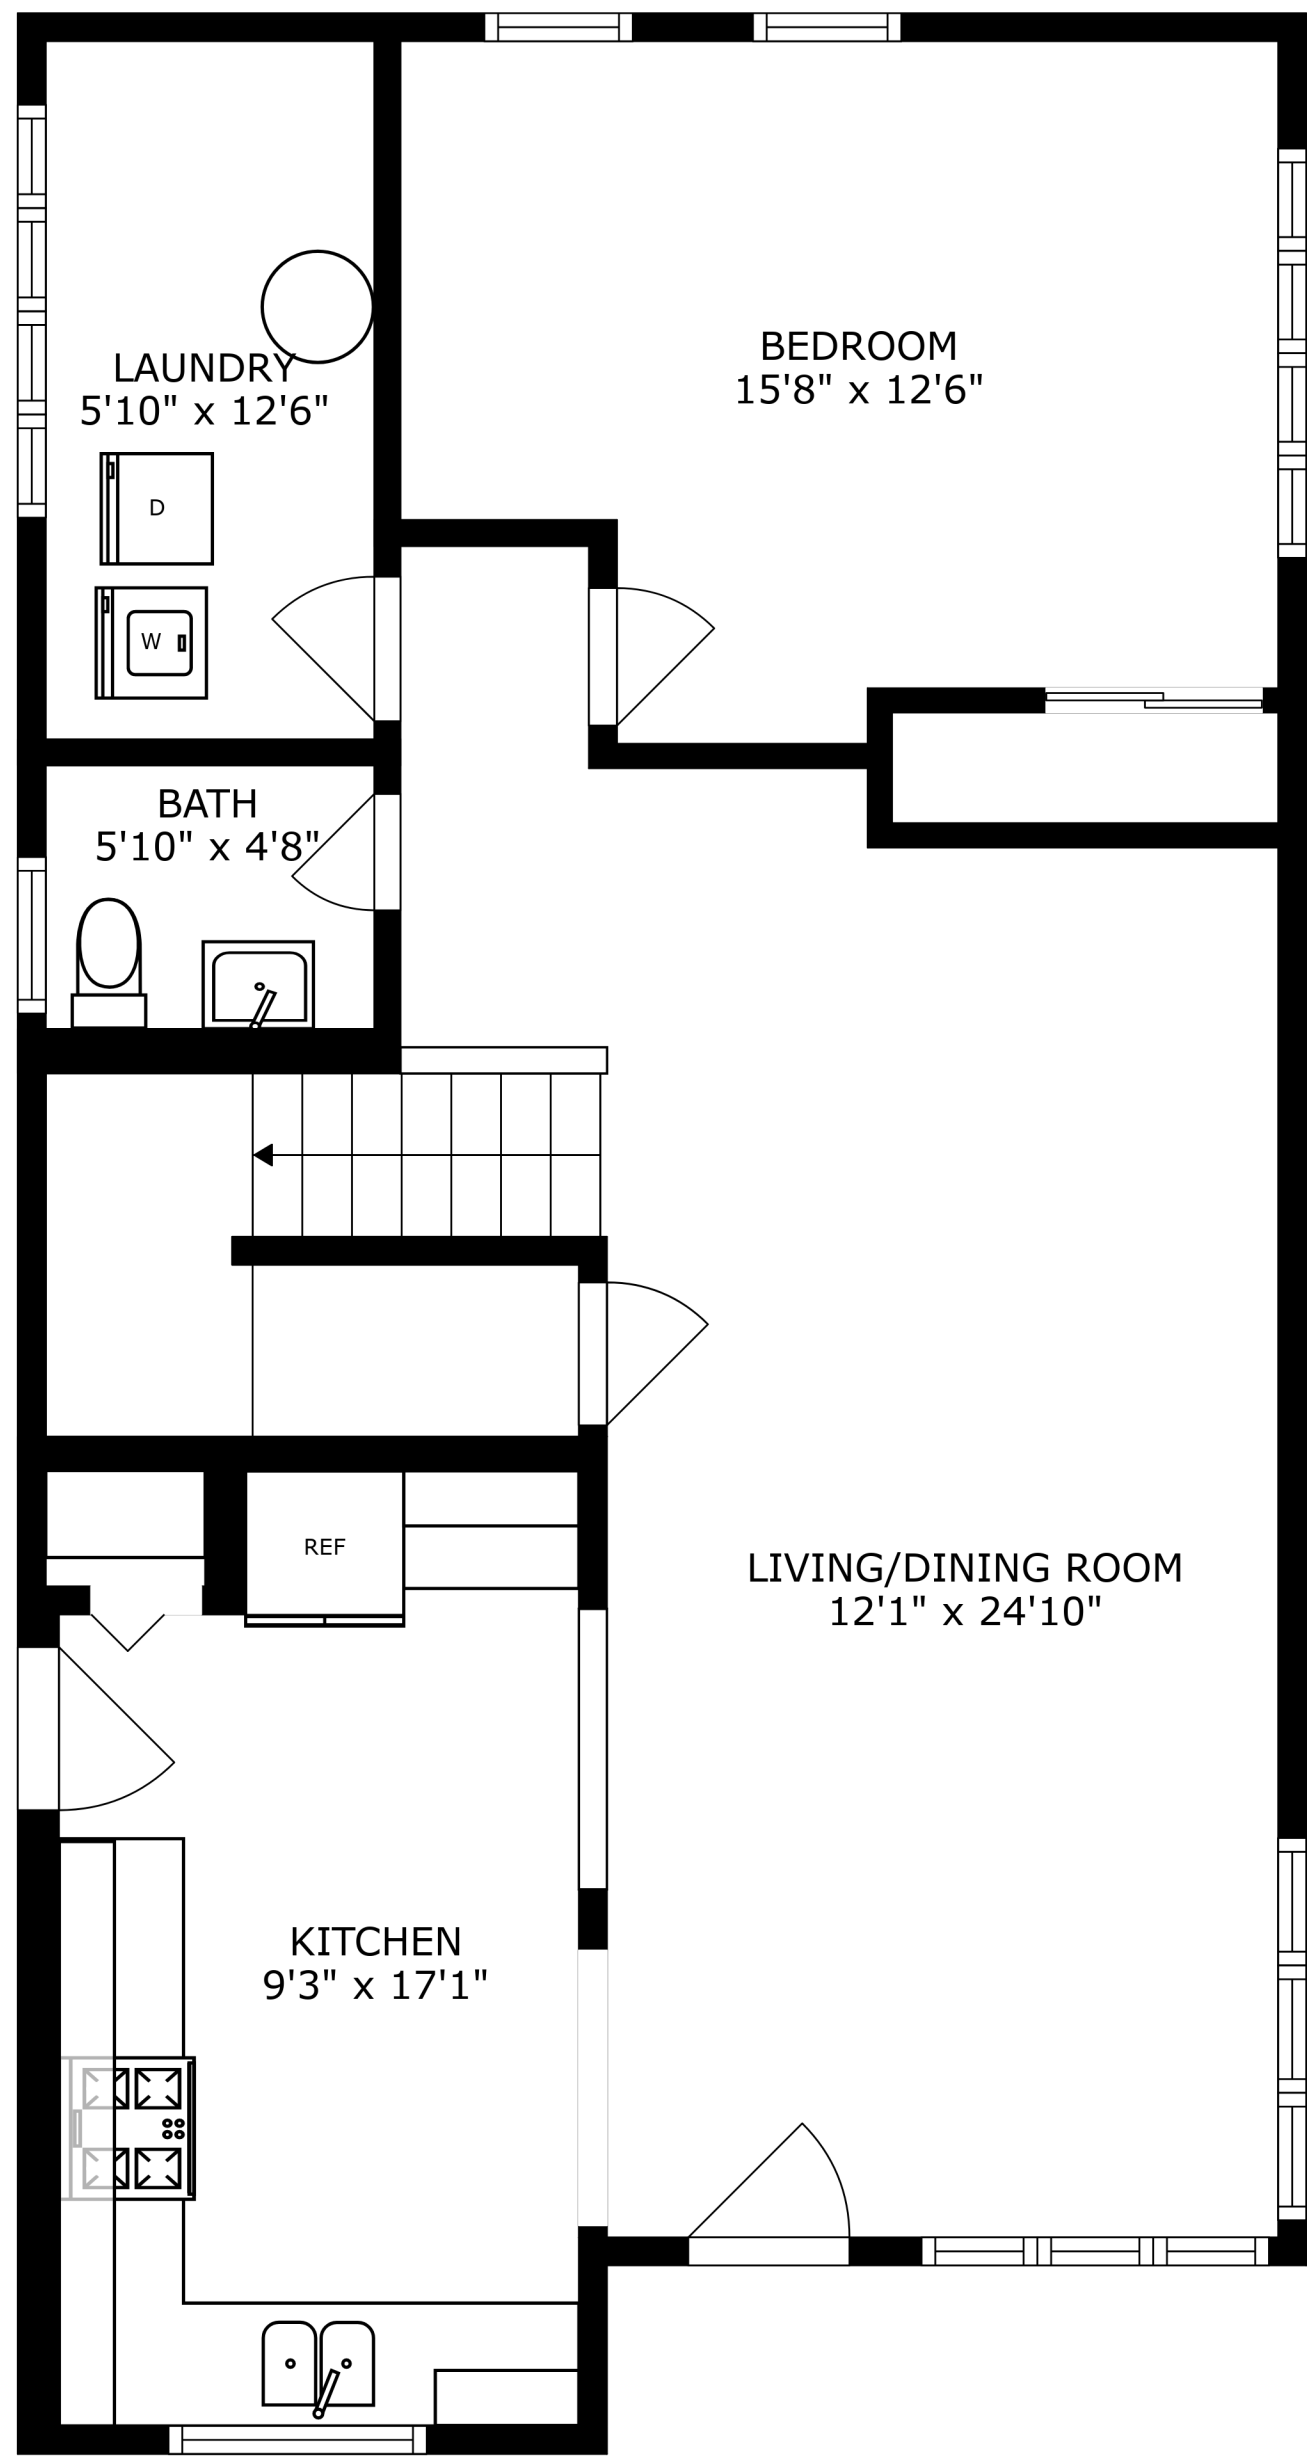 BEDROOM
15'8" x 12'6"
LAUNDRY
5'10" x 12'6"
D
W
BATH
5'10" x 4'8"
REF
LIVING/DINING ROOM
12'1" x 24'10"
KITCHEN
9'3" x 17'1"